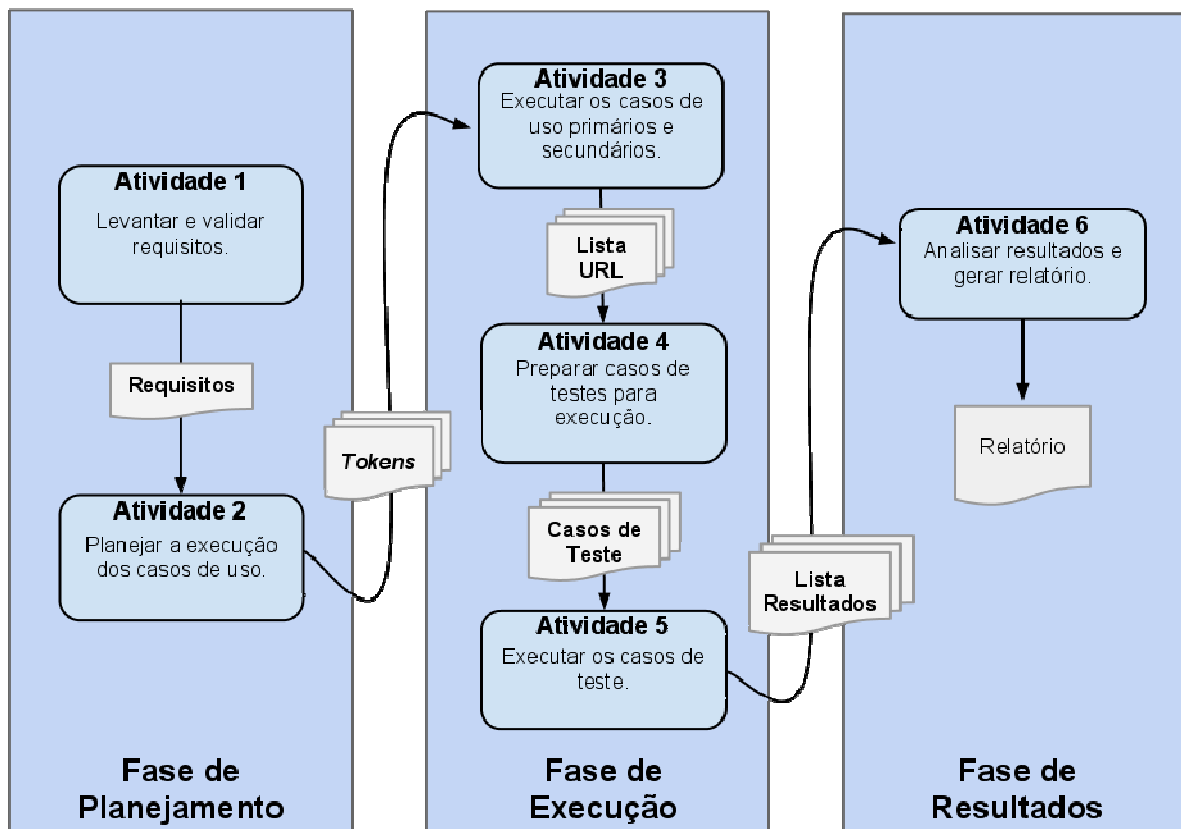 Atividade 1
Levantar e validar
requisitos.
Requisitos
Atividade 2
Planejar a execução
dos casos de uso.
Fase de
Planejamento
Tokens
Atividade 3
Executar os casos de
uso primários e
secundários.
Lista
URL
Atividade 4
Preparar casos de
testes para
execução.
Casos de
Teste
Atividade 5
Executar os casos de
teste.
Fase de
Execução
Lista
Resultados
Atividade 6
Analisar resultados e
gerar relatório.
Relatório
Fase de
Resultados